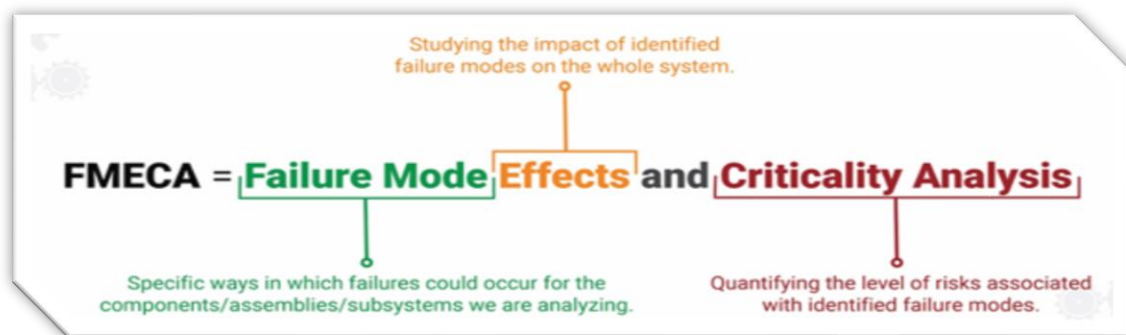 Studying the impact of identified
failure modes on the whole system.
FMECA = Failure Mode Effects and Criticality Analysis
Specific ways in which failures could occur for the
components/assemblies/subsystems we are analyzing.
Quantifying the level of risks associated
with identified failure modes.